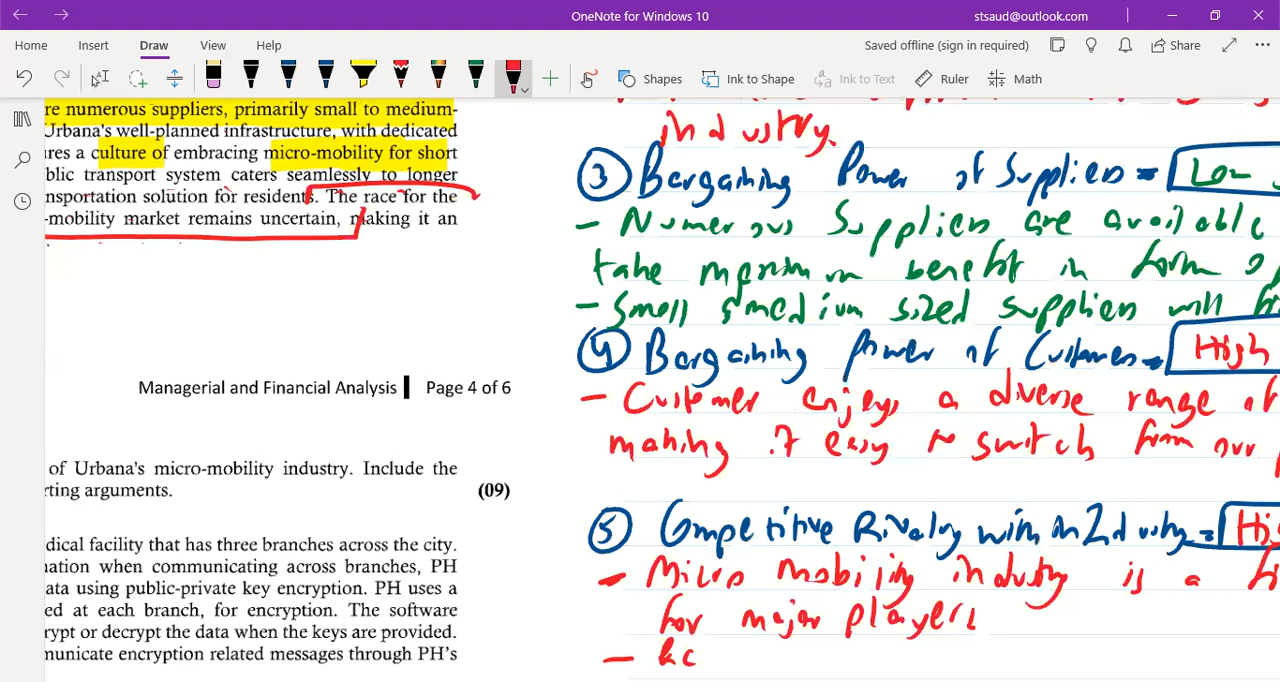 OneNote for Windows 10
stsaud@outlook.com
Home Insert Draw View Help
Saved offline (sign in required)
Share
Shapes
Ink to Shape
Ink to Text
Ruler
Math
re numerous suppliers, primarily small to medium-
Urbana's well-planned infrastructure, with dedicated
res a culture of embracing micro-mobility for short
blic transport system caters seamlessly to longer
nsportation solution for residents. The race for the
-mobility market remains uncertain, making it an
Managerial and Financial Analysis Page 4 of 6
of Urbana's micro-mobility industry. Include the
rting arguments.
(09)
dical facility that has three branches across the city.
nation when communicating across branches, PH
ata using public-private key encryption. PH uses a
ed at each branch, for encryption. The software
rypt or decrypt the data when the keys are provided.
nunicate encryption related messages through PH's
industry.
③ Bargaining Power of Suppliers = Low
- Numerous Suppliers are available
take maximum benefit in form
- Small & medium sized suppliers will
④ Bargaining power of Customers = High
- Customer enjoys a diverse range of
making it easy to switch from our
⑤ Competitive Rivalry within Industry = Hig
- Micro mobility industry is a
for major players